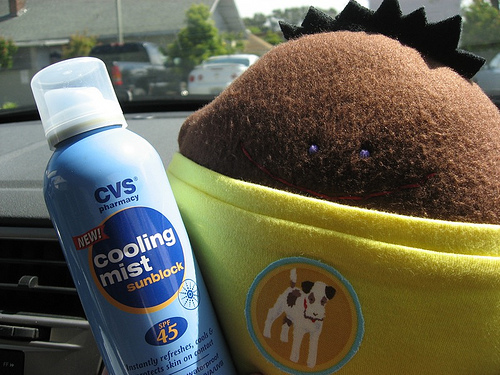 CVS
pharmacy
NEW!
cooling
mist
sunblock
SPF
45
instantly refreshes, cools &
protects skin on contact